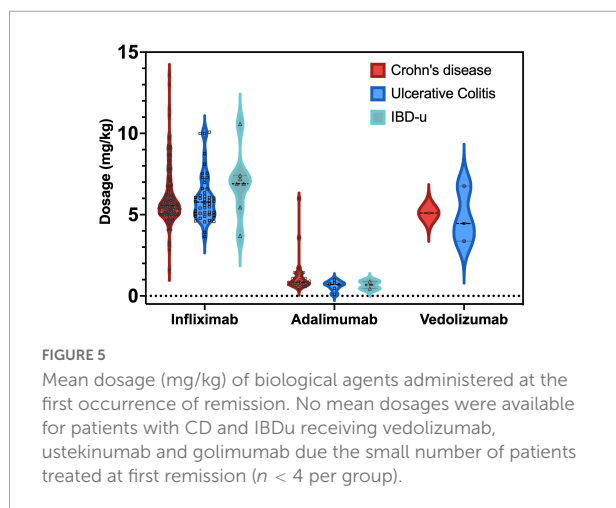 15
10
5
0
Dosage (mg/kg)
Crohn's disease
Ulcerative Colitis
IBD-u
Infliximab Adalimumab Vedolizumab
FIGURE 5
Mean dosage (mg/kg) of biological agents administered at the
first occurrence of remission. No mean dosages were available
for patients with CD and IBDu receiving vedolizumab,
ustekinumab and golimumab due the small number of patients
treated at first remission (n < 4 per group).